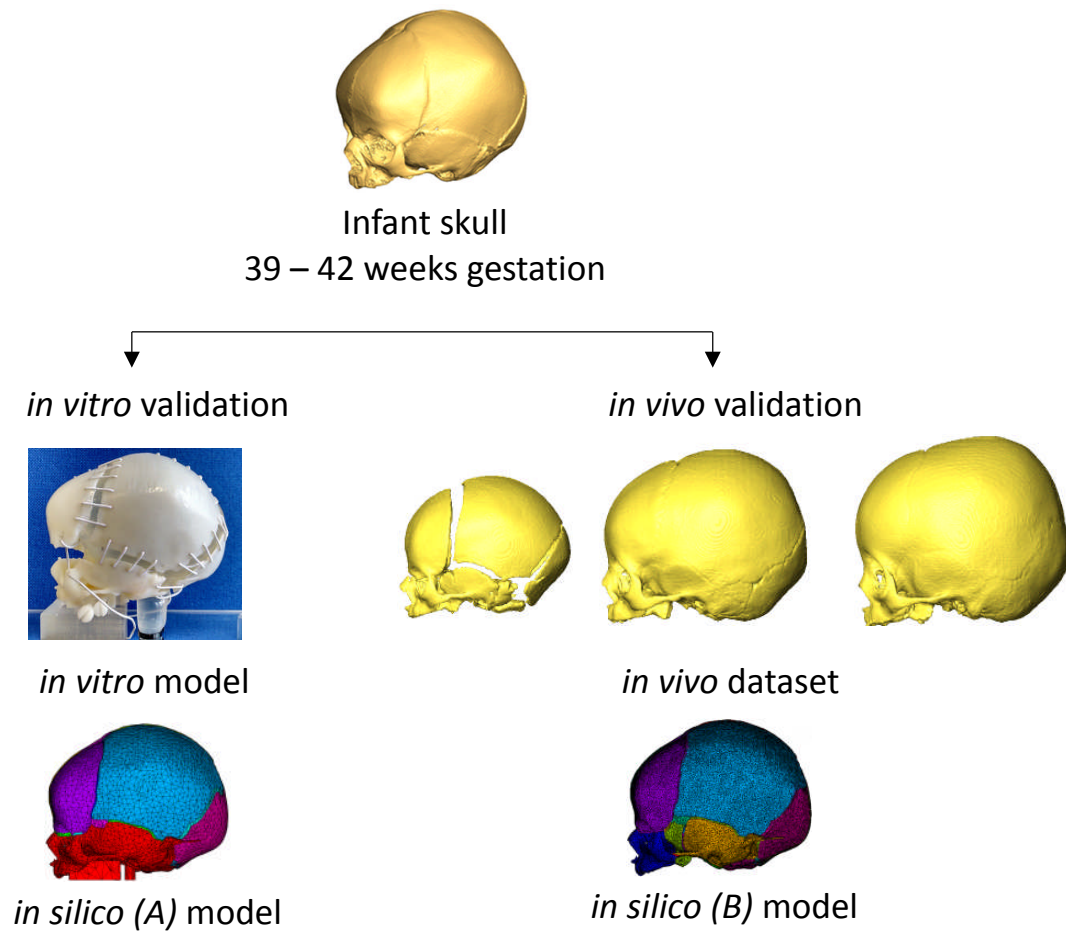 Infant skull
39 – 42 weeks gestation
in vitro validation
in vivo validation
in vitro model
in vivo dataset
in silico (A) model
in silico (B) model